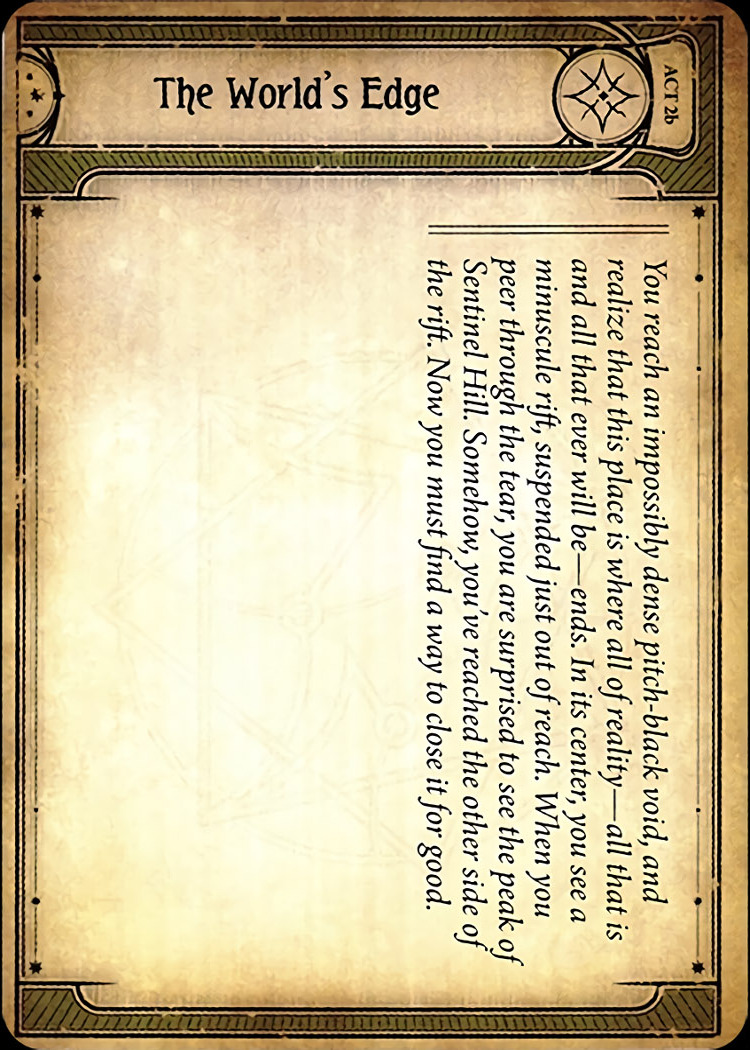 ACT 2b
The World's Edge
You reach an impossibly dense pitch-black void, and
realize that this place is where all of reality—all that is
and all that ever will be—ends. In its center, you see a
minuscule rift, suspended just out of reach. When you
peer through the tear, you are surprised to see the peak of
Sentinel Hill. Somehow, you've reached the other side of
the rift. Now you must find a way to close it for good.